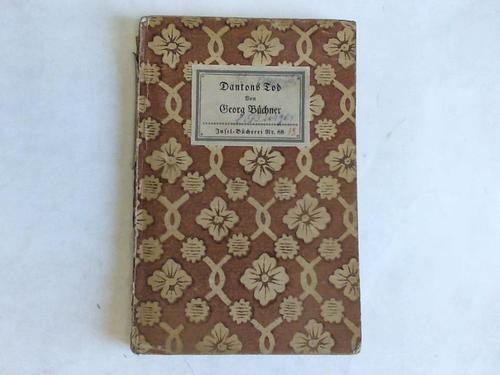 Dantons Tod
Von
Georg Büchner
Insel-Bücherei Nr. 88